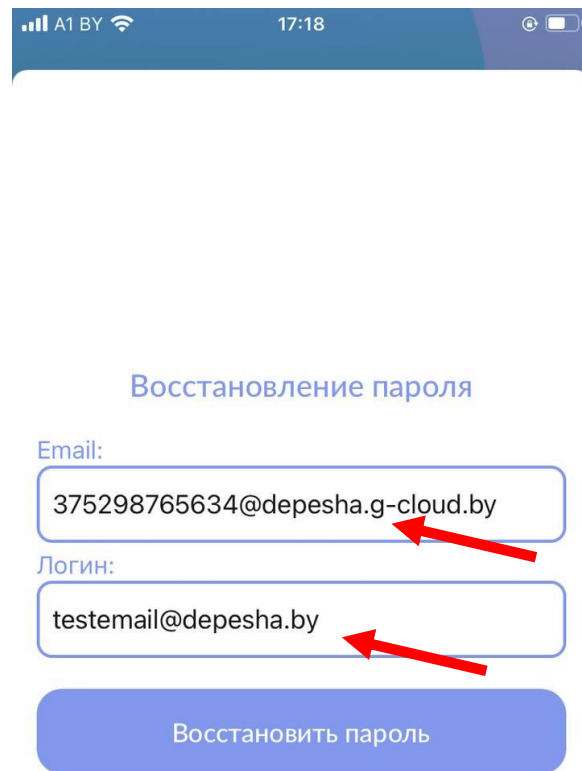 A1 BY 17:18
Восстановление пароля
Email:
375298765634@depesha.g-cloud.by
Логин:
testemail@depesha.by
Восстановить пароль